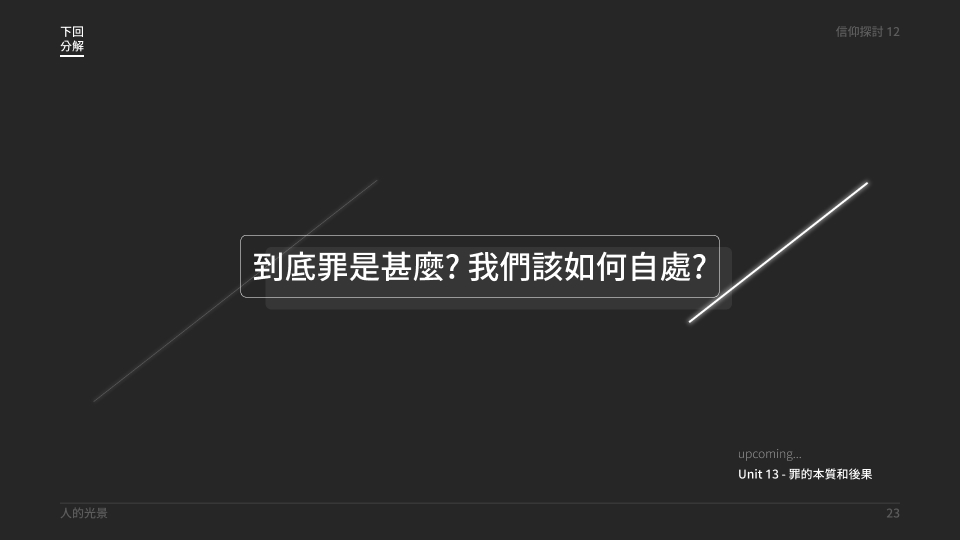 下回
分解
信仰探討 12
到底罪是甚麼? 我們該如何自處?
upcoming...
Unit 13 - 罪的本質和後果
人的光景
23